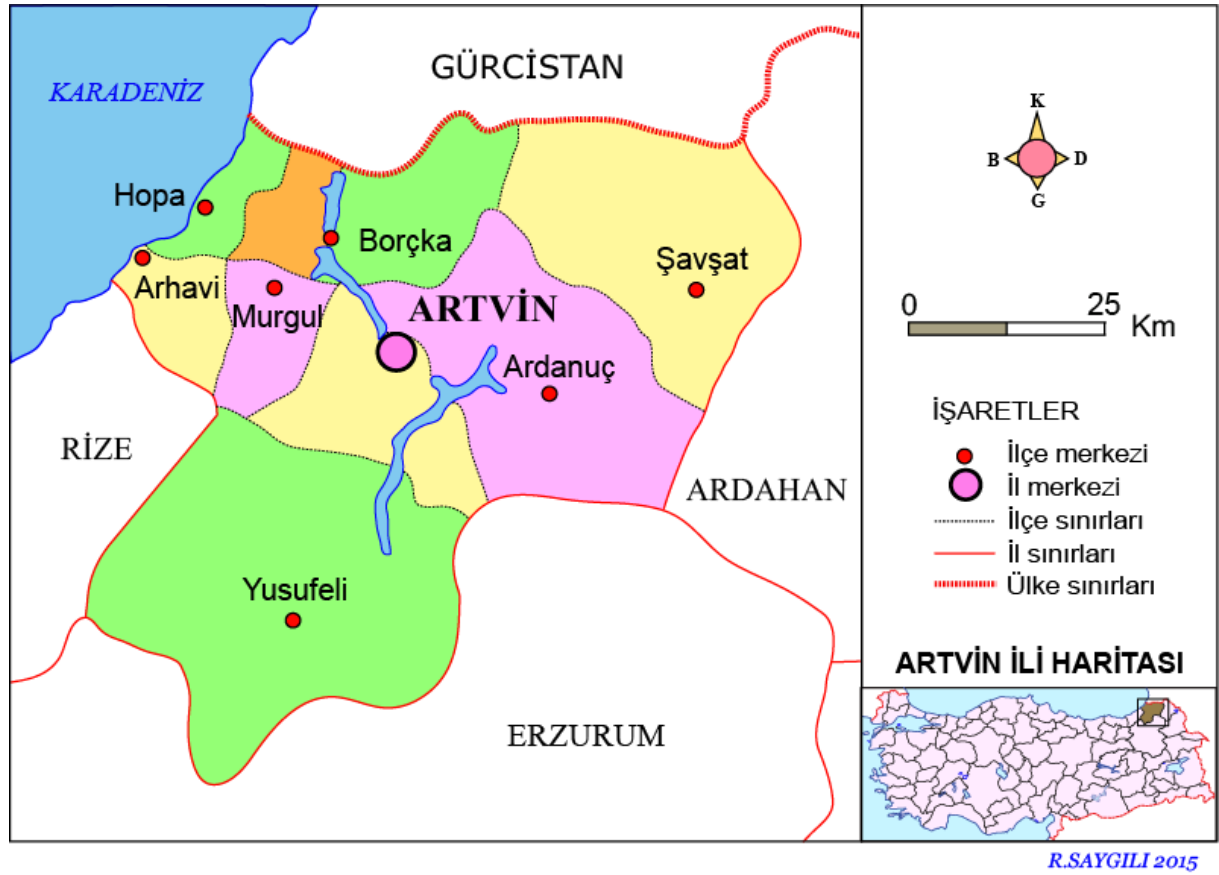 GÜRCİSTAN
KARADENİZ
Hopa
Borçka
Arhavi
Şavşat
Murgul
ARTVİN
Ardanuç
RİZE
ARDAHAN
Yusufeli
ERZURUM
K
B
D
G
0
25
Km
İŞARETLER
İlçe merkezi
İl merkezi
İlçe sınırları
İl sınırları
Ülke sınırları
ARTVİN İLİ HARİTASI
R.SAYGILI 2015